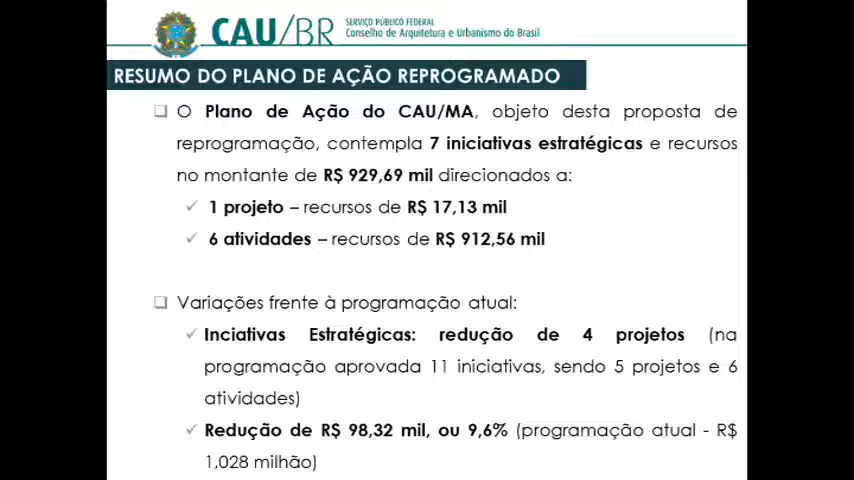 CAU/BR
SERVIÇO PÚBLICO FEDERAL
Conselho de Arquitetura e Urbanismo do Brasil
RESUMO DO PLANO DE AÇÃO REPROGRAMADO
O Plano de Ação do CAU/MA, objeto desta proposta de
reprogramação, contempla 7 iniciativas estratégicas e recursos
no montante de R$ 929,69 mil direcionados a:
1 projeto – recursos de R$ 17,13 mil
6 atividades – recursos de R$ 912,56 mil
Variações frente à programação atual:
Inciativas Estratégicas: redução de 4 projetos (na
programação aprovada 11 iniciativas, sendo 5 projetos e 6
atividades)
Redução de R$ 98,32 mil, ou 9,6% (programação atual - R$
1,028 milhão)